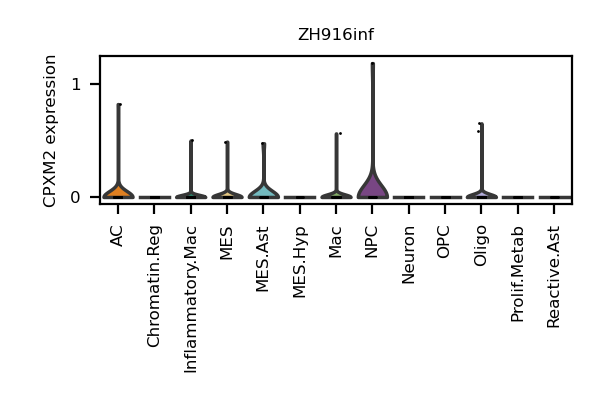 ZH916inf
CPXM2 expression
1
0
AC
Chromatin.Reg
Inflammatory.Mac
MES
MES.Ast
MES.Hyp
Mac
NPC
Neuron
OPC
Oligo
Prolif.Metab
Reactive.Ast